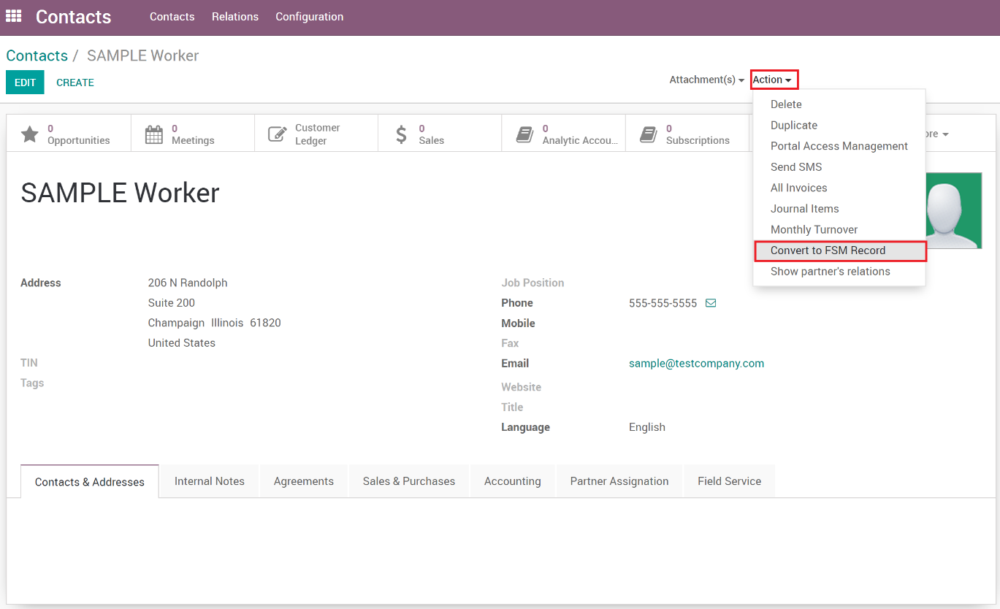 Contacts
Contacts Relations Configuration
Contacts / SAMPLE Worker
EDIT CREATE
Attachment(s) Action
Delete
Duplicate
Portal Access Management
Send SMS
All Invoices
Journal Items
Monthly Turnover
Convert to FSM Record
Show partner's relations
0
Opportunities
0
Meetings
Customer
Ledger
0
Sales
0
Analytic Accou...
0
Subscriptions
ore
SAMPLE Worker
Address
206 N Randolph
Suite 200
Champaign Illinois 61820
United States
TIN
Tags
Job Position
Phone 555-555-5555
Mobile
Fax
Email sample@testcompany.com
Website
Title
Language English
Contacts & Addresses Internal Notes Agreements Sales & Purchases Accounting Partner Assignation Field Service